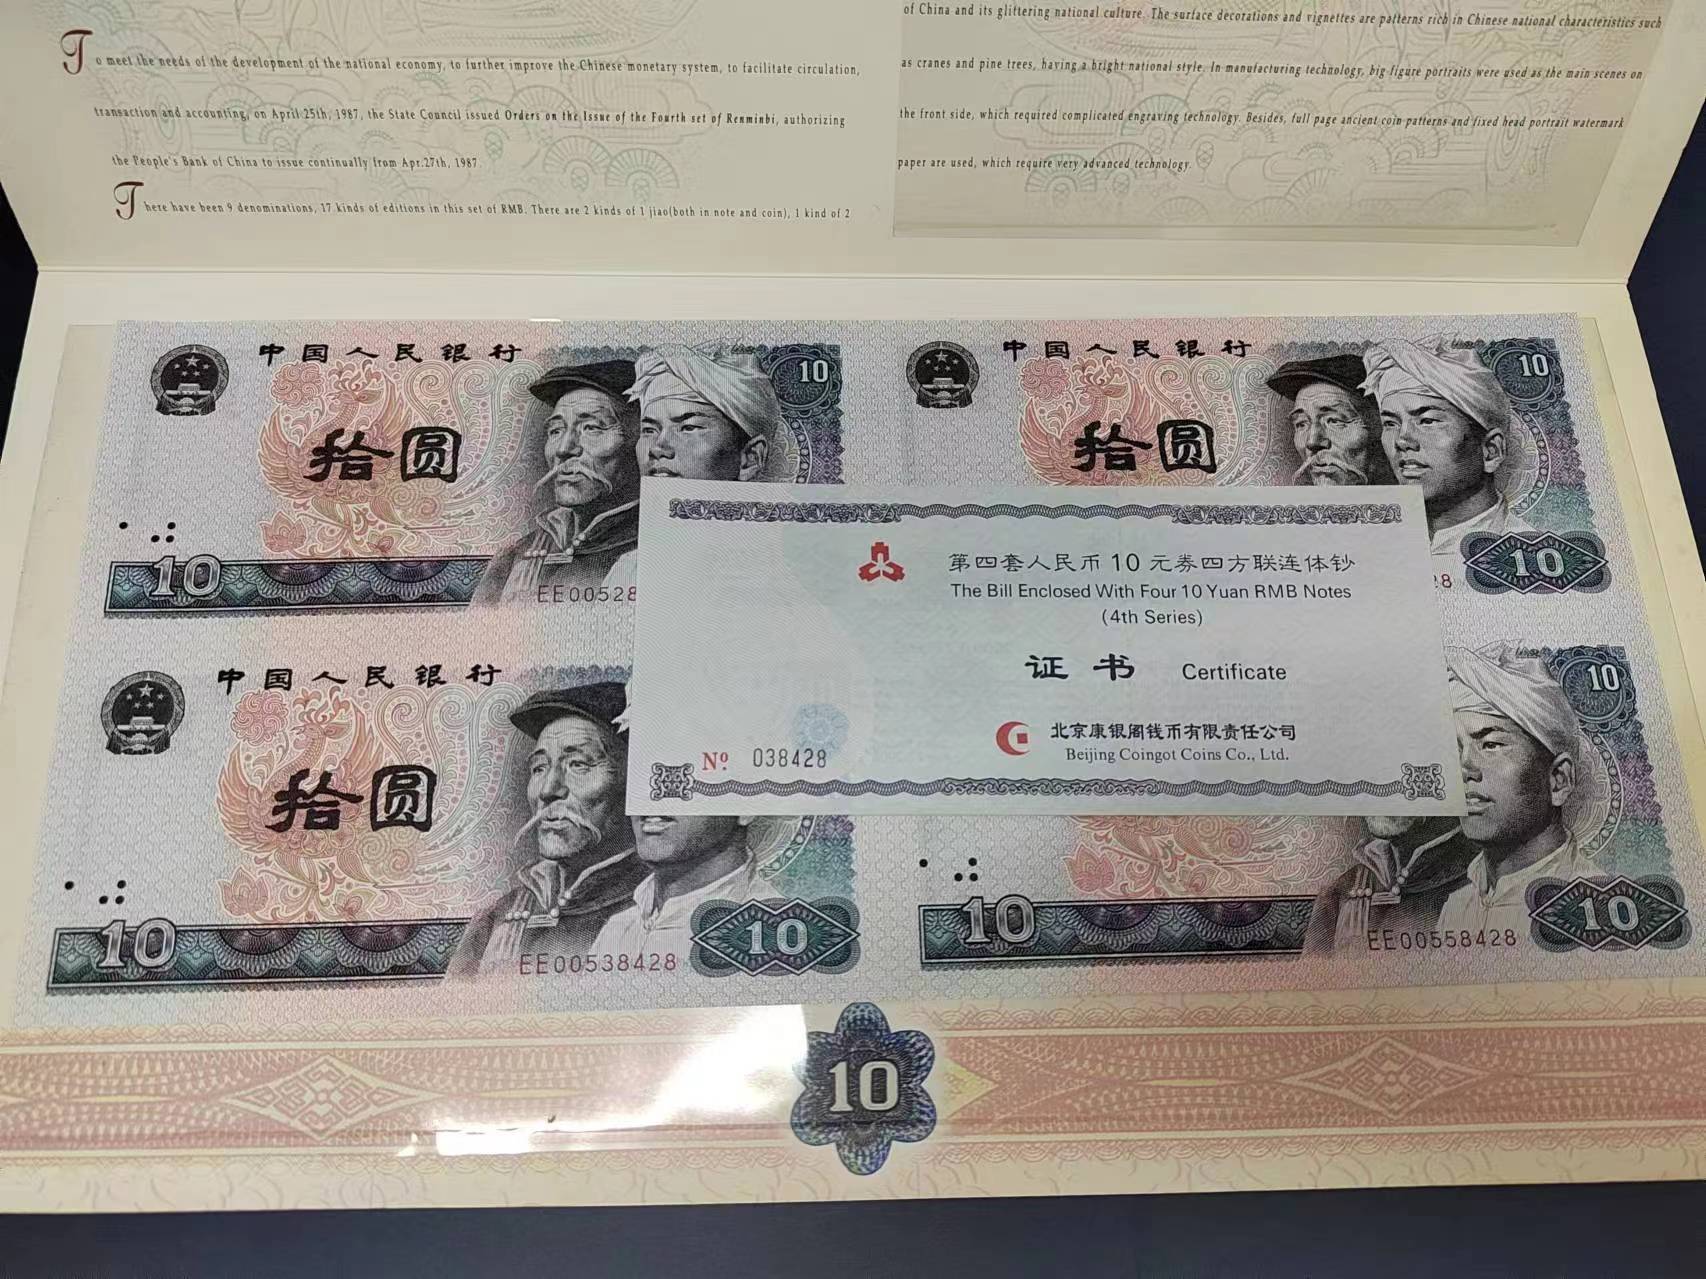 To meet the needs of the development of the national economy, to further improve the Chinese monetary system, to facilitate circulation,
transaction and accounting, on April 25th, 1987, the State Council issued Orders on the Issue of the Fourth set of Renminbi, authorizing
the People's Bank of China to issue continually from Apr.27th, 1987
There have been 9 denominations, 17 kinds of editions in this set of RMB. There are 2 kinds of 1 jiao(both in note and coin), 1 kind of 2
of China and its glittering national culture. The surface decorations and vignettes are patterns rich in Chinese national characteristics such
as cranes and pine trees, having a bright national style. In manufacturing technology, big figure portraits were used as the main scenes on
the front side, which required complicated engraving technology. Besides, full page ancient coin patterns and fixed head portrait watermark
paper are used, which require very advanced technology.
中国人民银行
10
拾圆
10
EE00528
中国人民银行
10
拾圆
10
28
第四套人民币10元券四方联连体钞
The Bill Enclosed With Four 10 Yuan RMB Notes
(4th Series)
证书 Certificate
北京康银阁钱币有限责任公司
Beijing Coingot Coins Co., Ltd.
Nº 038428
中国人民银行
拾圆
10
EE00538428
10
10
10
EE00558428
10
10